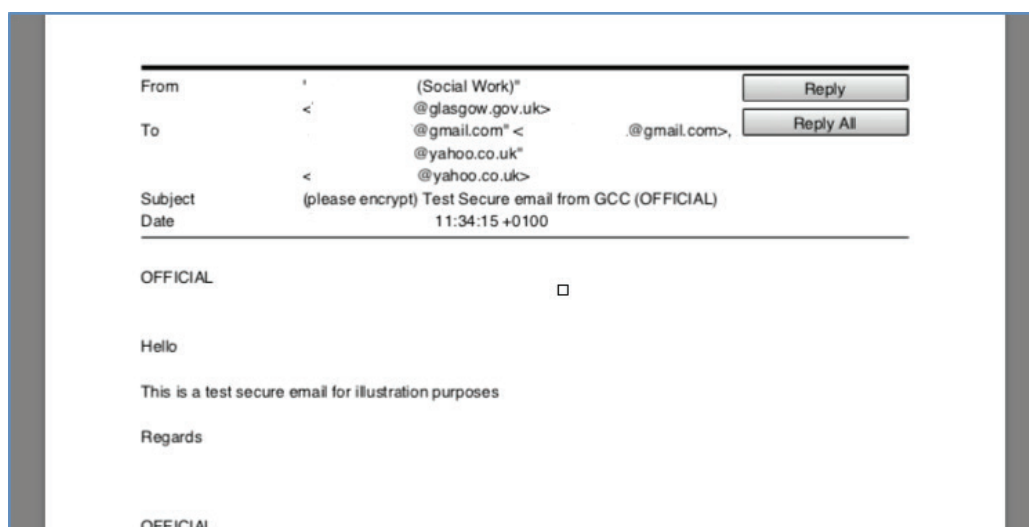 From ' (Social Work)" Reply
<' @glasgow.gov.uk>
To @gmail.com" < .@gmail.com>, Reply All
@yahoo.co.uk"
< @yahoo.co.uk>
Subject (please encrypt) Test Secure email from GCC (OFFICIAL)
Date 11:34:15 +0100
OFFICIAL
Hello
This is a test secure email for illustration purposes
Regards
OFFICIAL